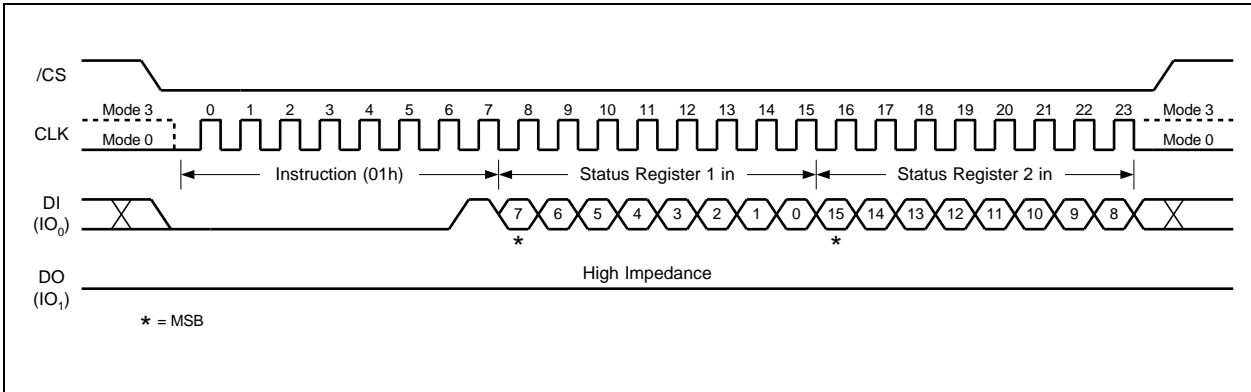 /CS
Mode 3
0 1 2 3 4 5 6 7 8 9 10 11 12 13 14 15 16 17 18 19 20 21 22 23
Mode 3
CLK
Mode 0
Mode 0
Instruction (01h)
Status Register 1 in
Status Register 2 in
DI
(IO₀)
7 6 5 4 3 2 1 0 15 14 13 12 11 10 9 8
* *
High Impedance
DO
(IO₁)
* = MSB